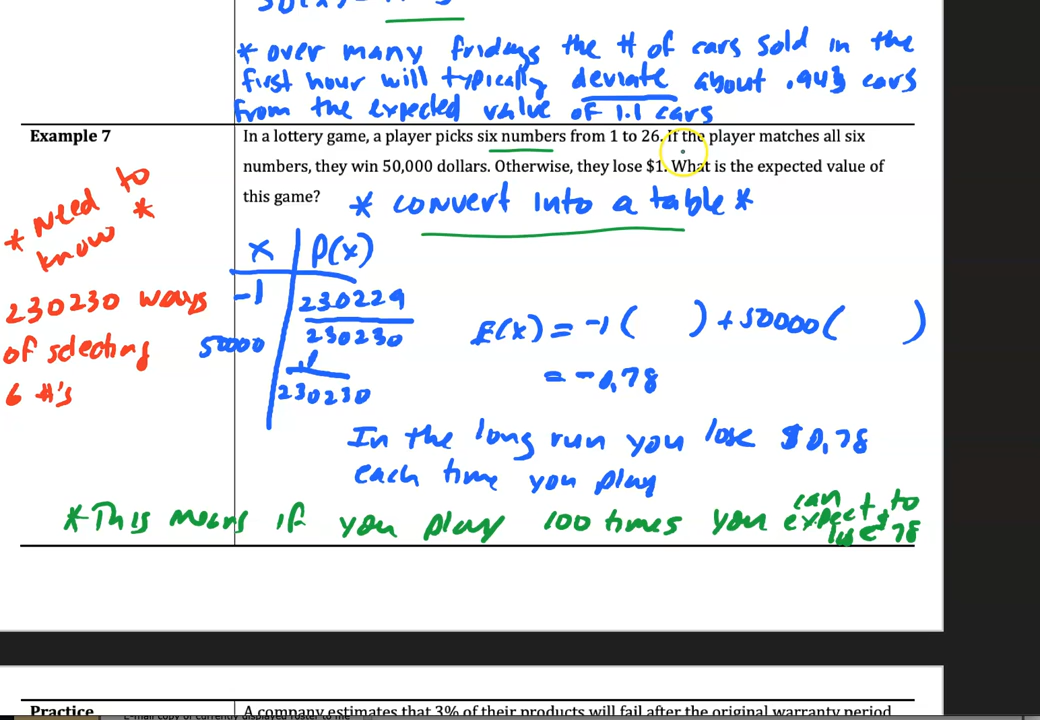 * over many fridays the # of cars sold in the
first hour will typically deviate about .943 cars
from the expected value of 1.1 cars
Example 7
In a lottery game, a player picks six numbers from 1 to 26. If the player matches all six
numbers, they win 50,000 dollars. Otherwise, they lose $1. What is the expected value of
this game?
* convert into a table *
* Need to
know *
230230 ways
of selecting
6 #'s
x P(x)
-1 230229
230230
50000 1
230230
E(x) = -1( ) + 50000( )
= -0.78
In the long run you lose $0.78
each time you play
* This means if you play 100 times you can expect to
lose $78
Practice
A company estimates that 3% of their products will fail after the original warranty period